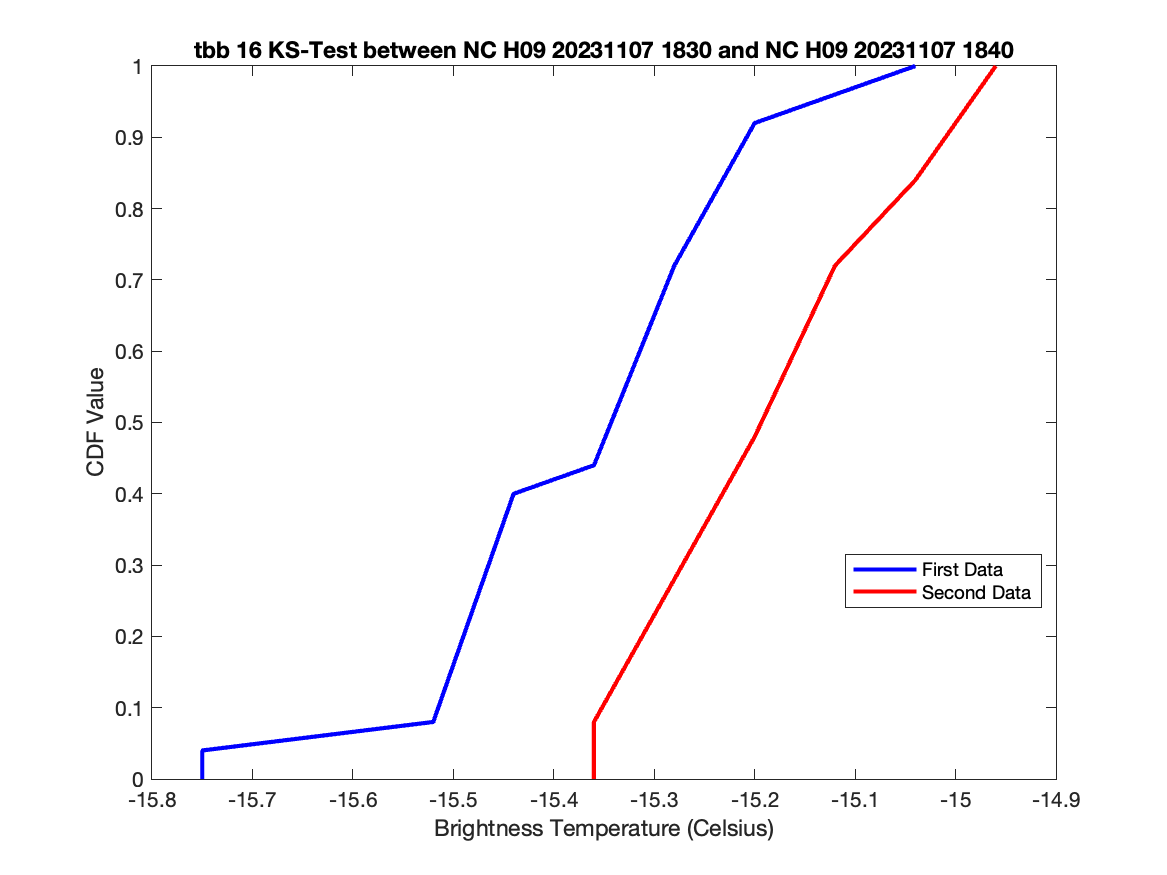 tbb 16 KS-Test between NC H09 20231107 1830 and NC H09 20231107 1840
1
0.9
0.8
0.7
0.6
0.5
0.4
0.3
0.2
0.1
0
CDF Value
First Data
Second Data
-15.8 -15.7 -15.6 -15.5 -15.4 -15.3 -15.2 -15.1 -15 -14.9
Brightness Temperature (Celsius)